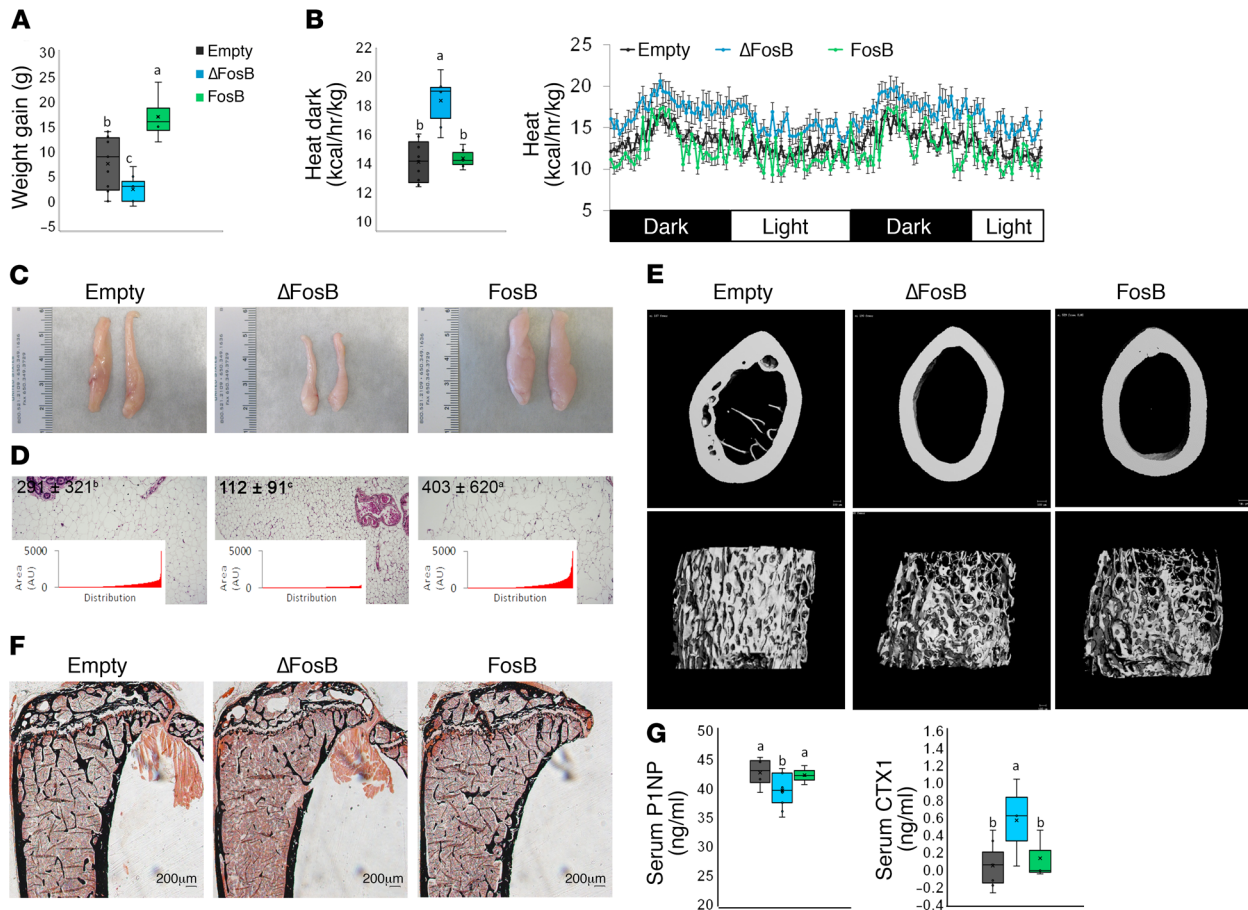 A
Weight gain (g)
30
25
20
15
10
5
0
–5
b
c
a
Empty
ΔFosB
FosB
B
Heat dark
(kcal/hr/kg)
22
20
18
16
14
12
10
b
a
b
Heat
(kcal/hr/kg)
25
20
15
10
5
Empty
ΔFosB
FosB
Dark
Light
Dark
Light
C
Empty
ΔFosB
FosB
D
291 ± 321ᵇ
112 ± 91ᶜ
403 ± 620ᵃ
Area
(AU)
5000
0
Distribution
Area
(AU)
5000
0
Distribution
Area
(AU)
5000
0
Distribution
E
Empty
ΔFosB
FosB
F
Empty
ΔFosB
FosB
200μm
200μm
200μm
G
Serum P1NP
(ng/ml)
50
45
40
35
30
25
20
a
b
a
Serum CTX1
(ng/ml)
1.6
1.4
1.2
1.0
0.8
0.6
0.4
0.2
0.0
–0.2
–0.4
b
a
b